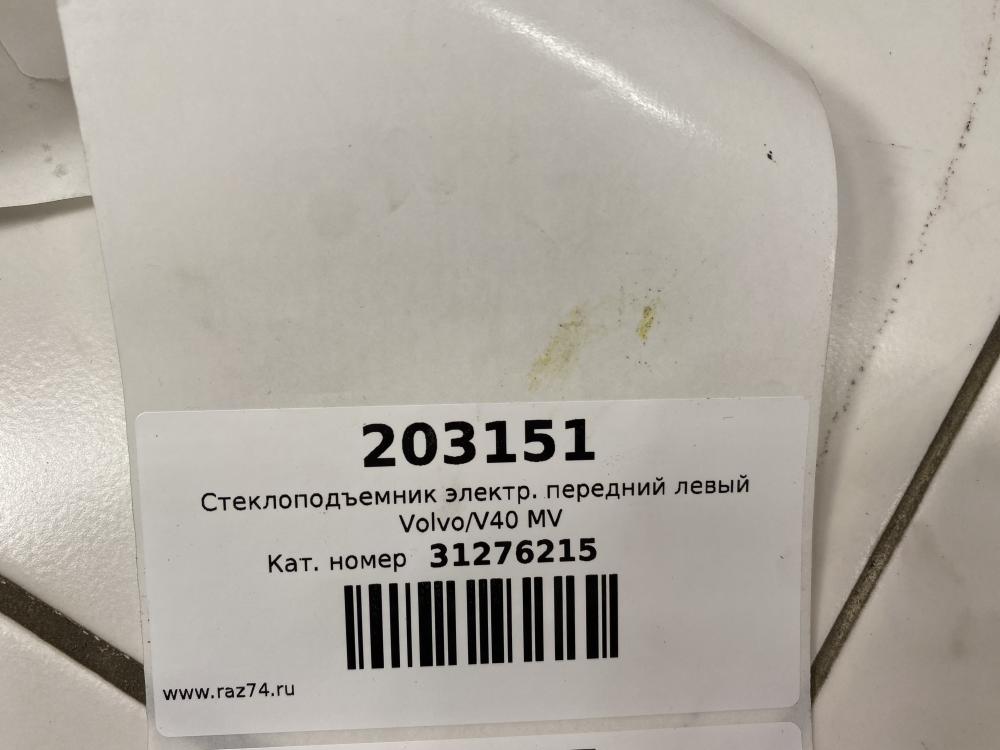 203151
Стеклоподъемник электр. передний левый
Volvo/V40 MV
Кат. номер 31276215
www.raz74.ru